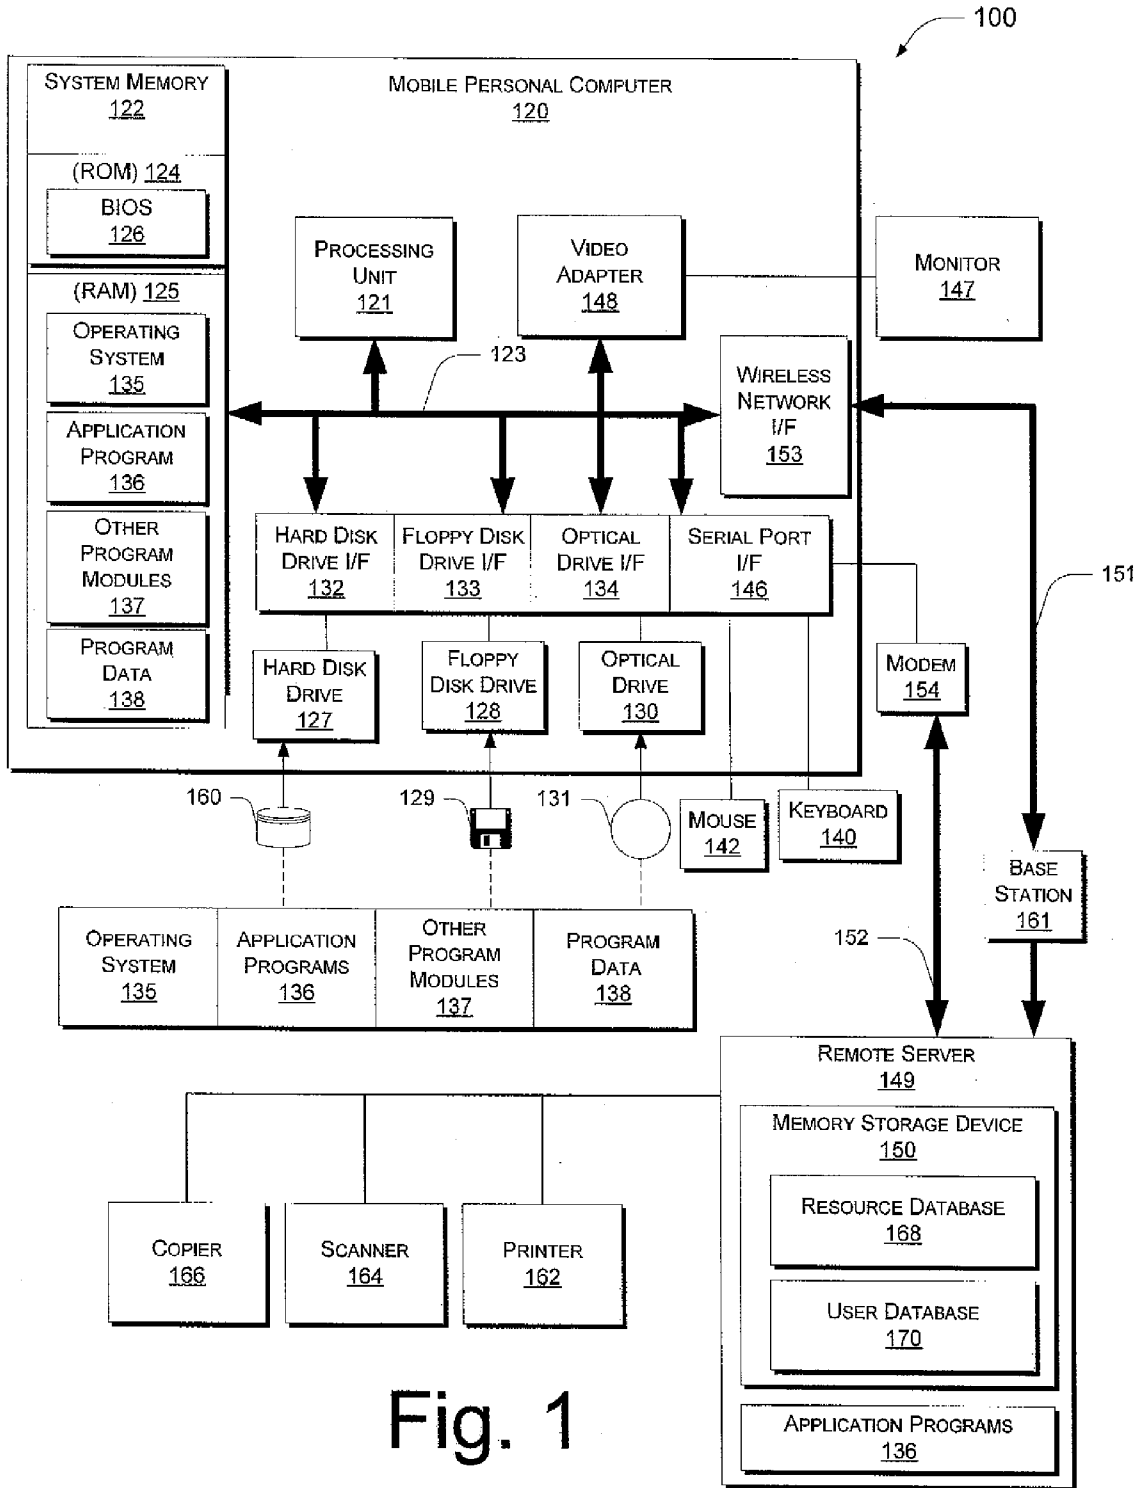 100
SYSTEM MEMORY
122
MOBILE PERSONAL COMPUTER
120
(ROM) 124
BIOS
126
(RAM) 125
OPERATING
SYSTEM
135
APPLICATION
PROGRAM
136
OTHER
PROGRAM
MODULES
137
PROGRAM
DATA
138
PROCESSING
UNIT
121
VIDEO
ADAPTER
148
MONITOR
147
123
WIRELESS
NETWORK
I/F
153
HARD DISK
DRIVE I/F
132
FLOPPY DISK
DRIVE I/F
133
OPTICAL
DRIVE I/F
134
SERIAL PORT
I/F
146
151
HARD DISK
DRIVE
127
FLOPPY
DISK DRIVE
128
OPTICAL
DRIVE
130
MODEM
154
160
129
131
MOUSE
142
KEYBOARD
140
BASE
STATION
161
152
OPERATING
SYSTEM
135
APPLICATION
PROGRAMS
136
OTHER
PROGRAM
MODULES
137
PROGRAM
DATA
138
REMOTE SERVER
149
MEMORY STORAGE DEVICE
150
RESOURCE DATABASE
168
USER DATABASE
170
APPLICATION PROGRAMS
136
COPIER
166
SCANNER
164
PRINTER
162
Fig. 1